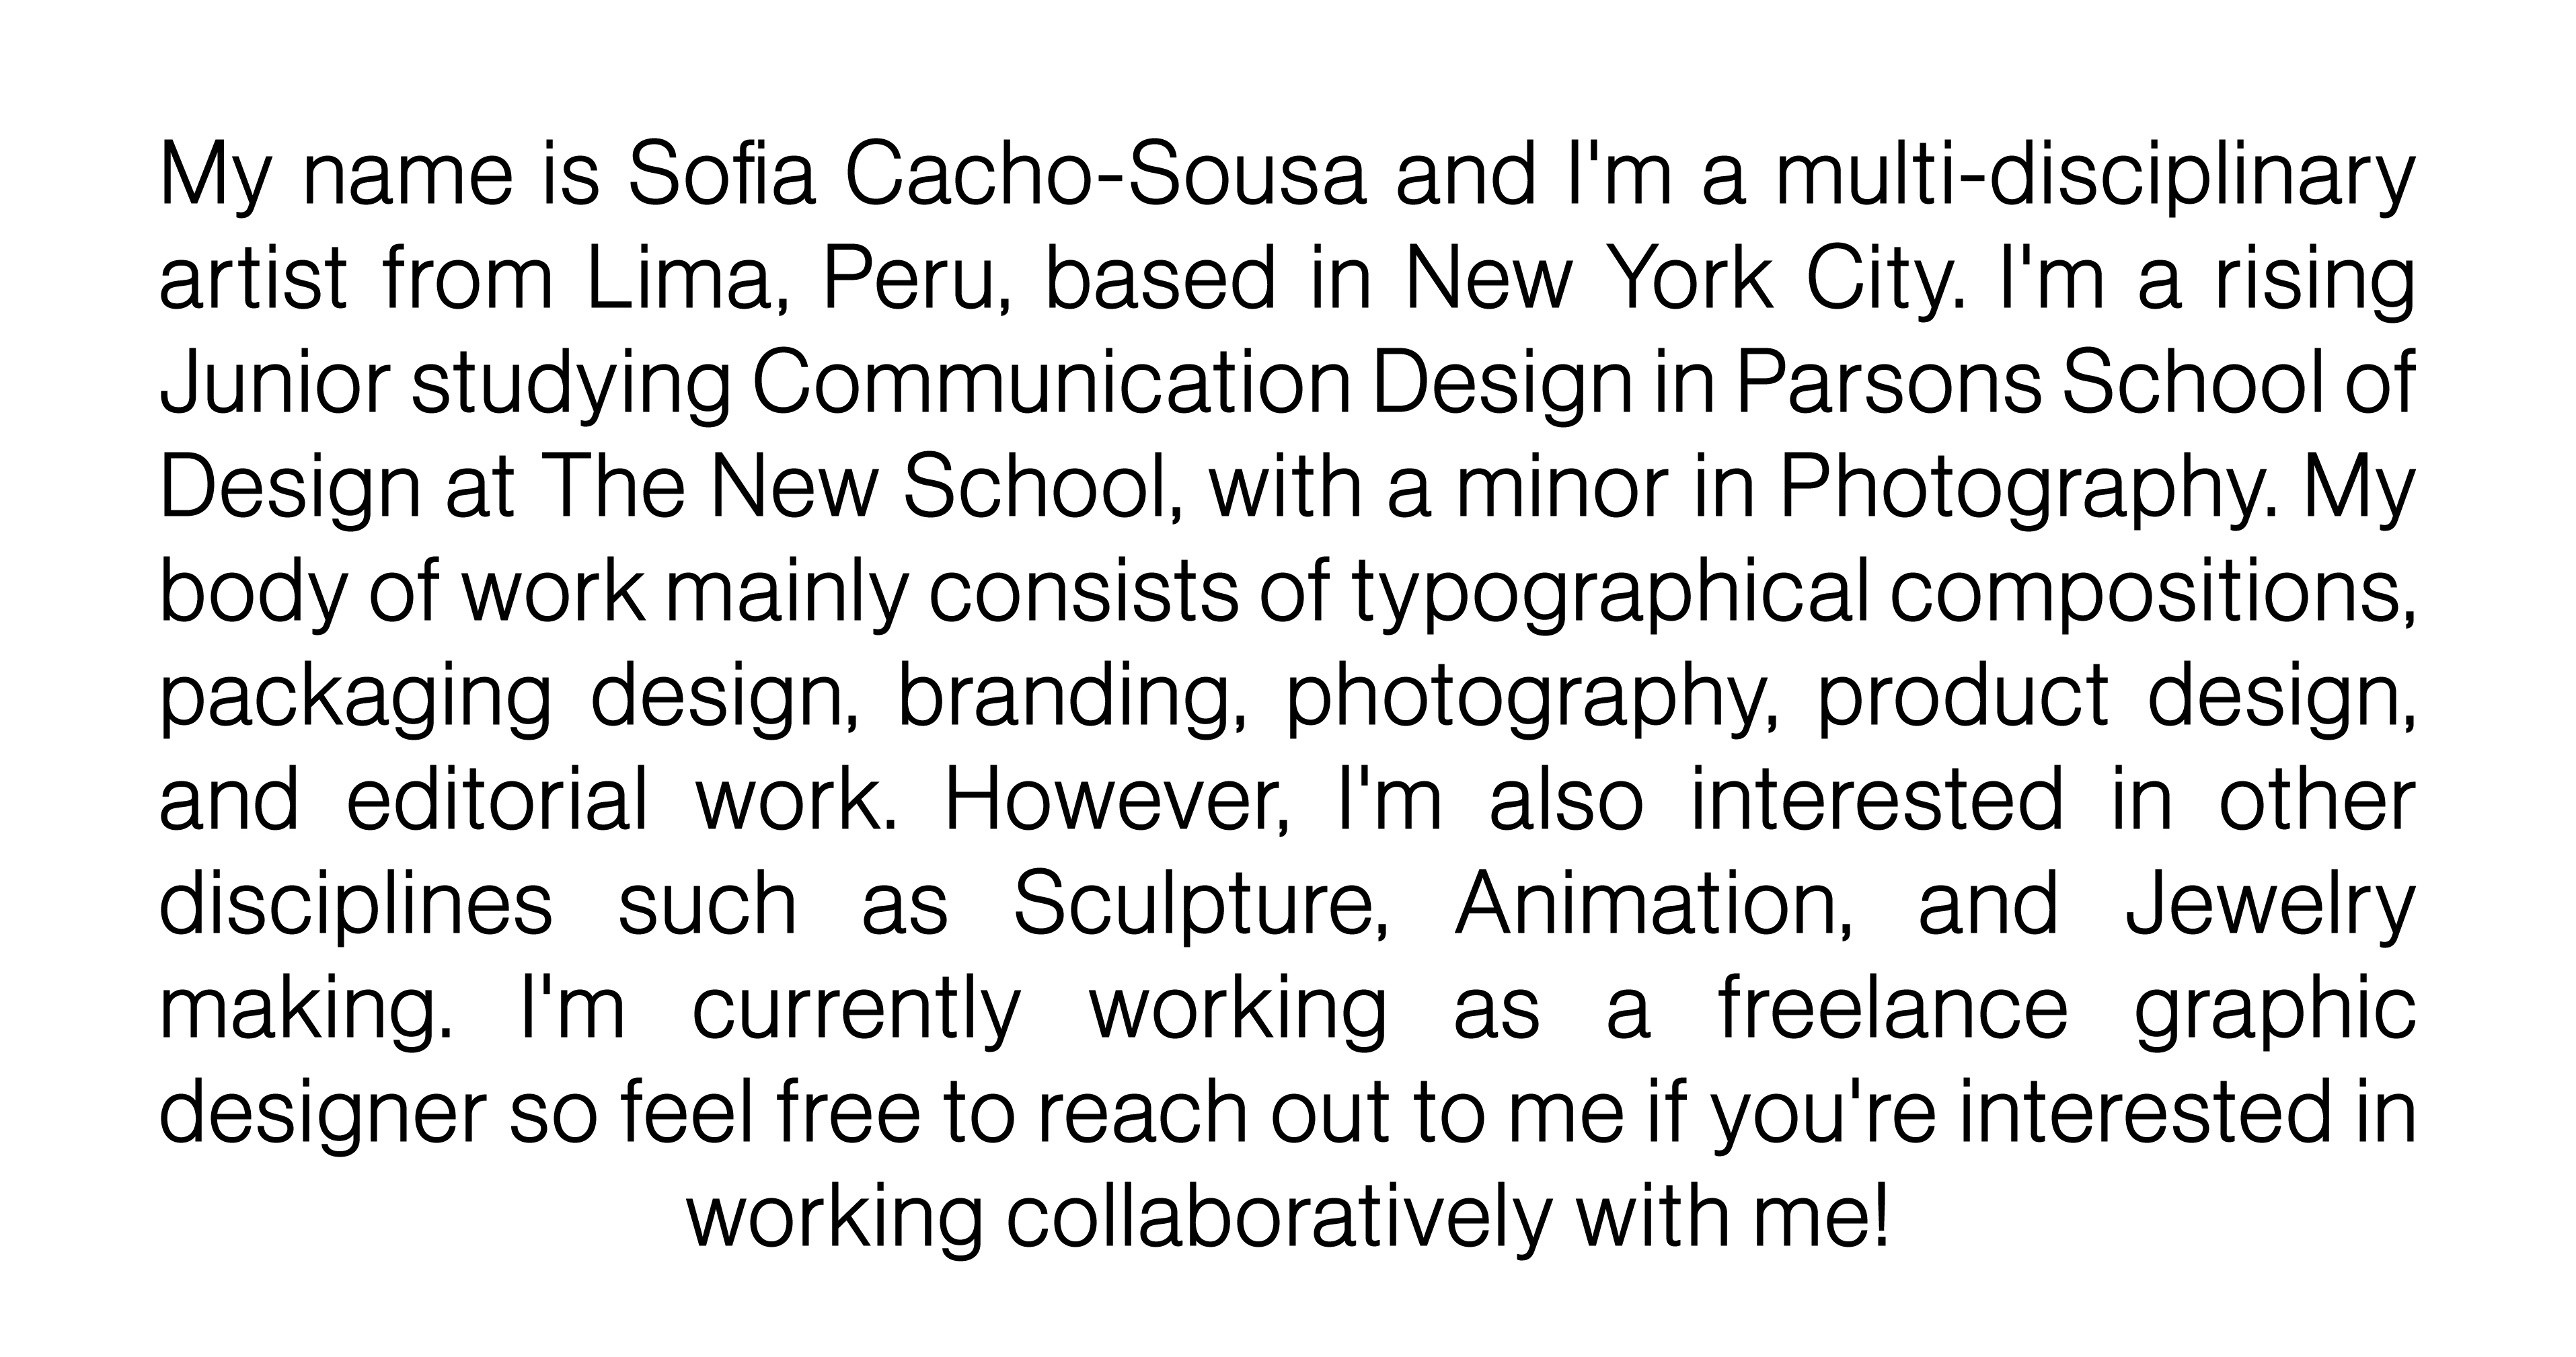 My name is Sofia Cacho-Sousa and I'm a multi-disciplinary
artist from Lima, Peru, based in New York City. I'm a rising
Junior studying Communication Design in Parsons School of
Design at The New School, with a minor in Photography. My
body of work mainly consists of typographical compositions,
packaging design, branding, photography, product design,
and editorial work. However, I'm also interested in other
disciplines such as Sculpture, Animation, and Jewelry
making. I'm currently working as a freelance graphic
designer so feel free to reach out to me if you're interested in
working collaboratively with me!